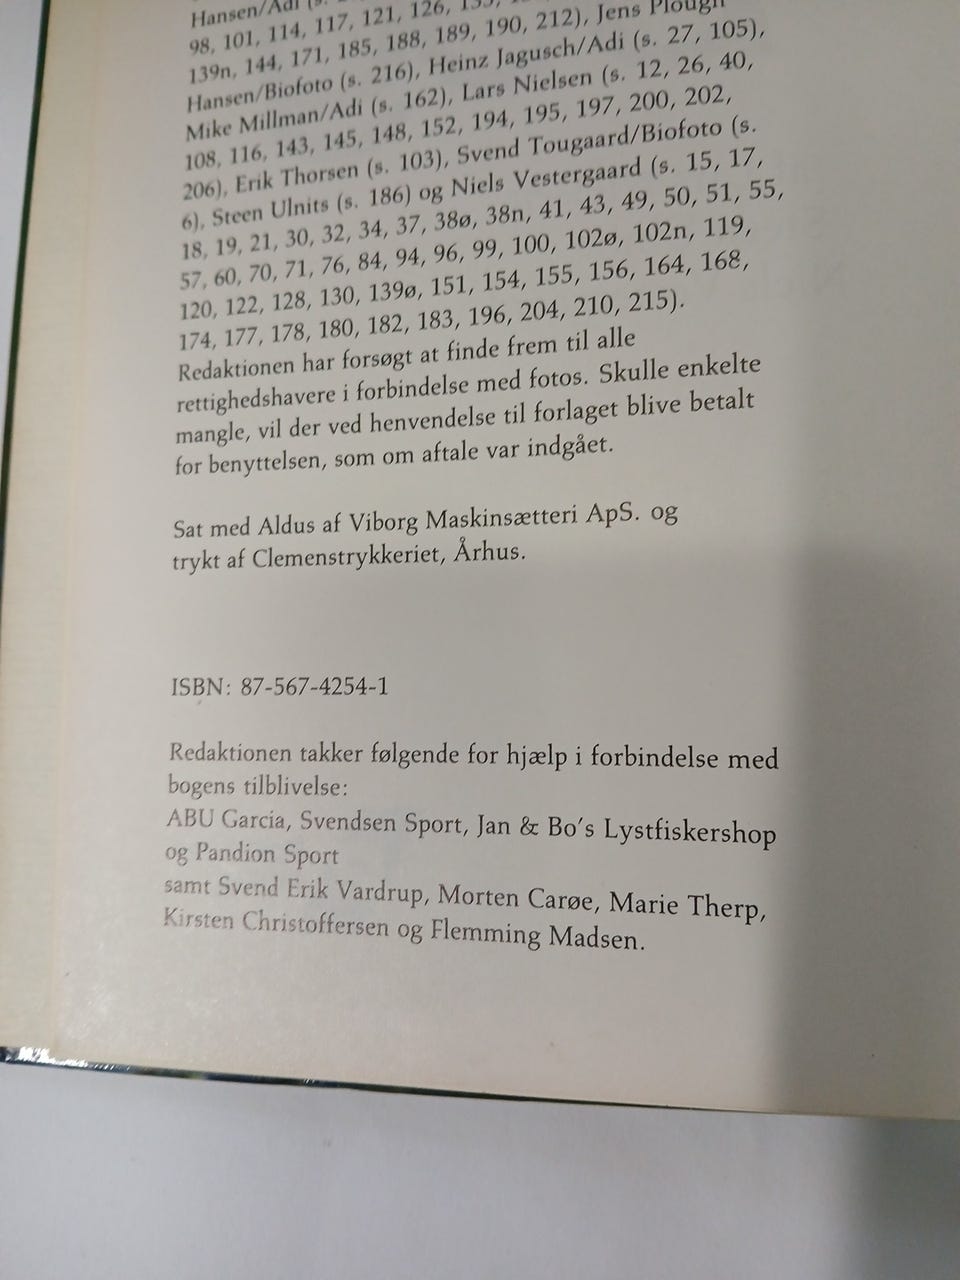 Hansen/Adi (s.
98, 101, 114, 117, 121, 126,
139n, 144, 171, 185, 188, 189, 190, 212), Jens Plough
Hansen/Biofoto (s. 216), Heinz Jagusch/Adi (s. 27, 105),
Mike Millman/Adi (s. 162), Lars Nielsen (s. 12, 26, 40,
108, 116, 143, 145, 148, 152, 194, 195, 197, 200, 202,
206), Erik Thorsen (s. 103), Svend Tougaard/Biofoto (s.
6), Steen Ulnits (s. 186) og Niels Vestergaard (s. 15, 17,
18, 19, 21, 30, 32, 34, 37, 38ø, 38n, 41, 43, 49, 50, 51, 55,
57, 60, 70, 71, 76, 84, 94, 96, 99, 100, 102ø, 102n, 119,
120, 122, 128, 130, 139ø, 151, 154, 155, 156, 164, 168,
174, 177, 178, 180, 182, 183, 196, 204, 210, 215).
Redaktionen har forsøgt at finde frem til alle
rettighedshavere i forbindelse med fotos. Skulle enkelte
mangle, vil der ved henvendelse til forlaget blive betalt
for benyttelsen, som om aftale var indgået.
Sat med Aldus af Viborg Maskinsætteri ApS. og
trykt af Clemenstrykkeriet, Århus.
ISBN: 87-567-4254-1
Redaktionen takker følgende for hjælp i forbindelse med
bogens tilblivelse:
ABU Garcia, Svendsen Sport, Jan & Bo's Lystfiskershop
og Pandion Sport
samt Svend Erik Vardrup, Morten Carøe, Marie Therp,
Kirsten Christoffersen og Flemming Madsen.